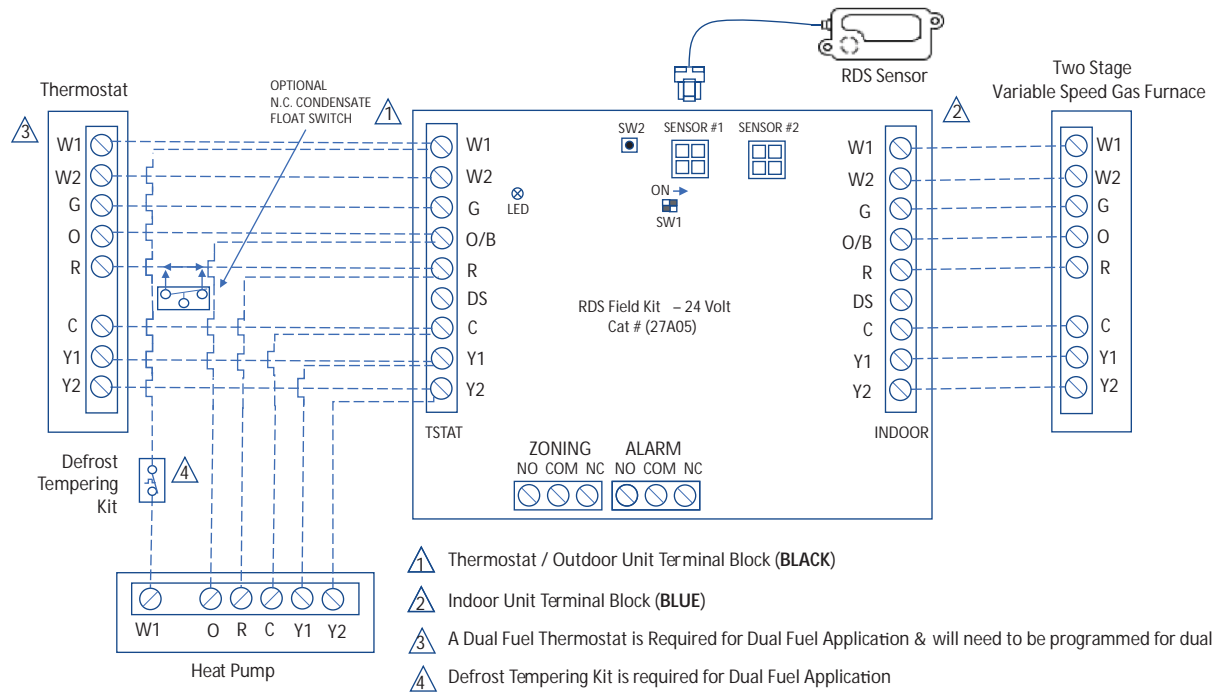 RDS Sensor
Two Stage
Variable Speed Gas Furnace
Thermostat
OPTIONAL
N.C. CONDENSATE
FLOAT SWITCH
3
1
2
SW2
SENSOR #1
SENSOR #2
W1
W2
G
O
R
C
Y1
Y2
W1
W2
G
O/B
R
DS
C
Y1
Y2
TSTAT
LED
ON
SW1
RDS Field Kit – 24 Volt
Cat # (27A05)
W1
W2
G
O/B
R
DS
C
Y1
Y2
INDOOR
W1
W2
G
O
R
C
Y1
Y2
ZONING
NO COM NC
ALARM
NO COM NC
Defrost
Tempering
Kit
4
W1 O R C Y1 Y2
Heat Pump
1 Thermostat / Outdoor Unit Terminal Block (BLACK)
2 Indoor Unit Terminal Block (BLUE)
3 A Dual Fuel Thermostat is Required for Dual Fuel Application & will need to be programmed for dual
4 Defrost Tempering Kit is required for Dual Fuel Application